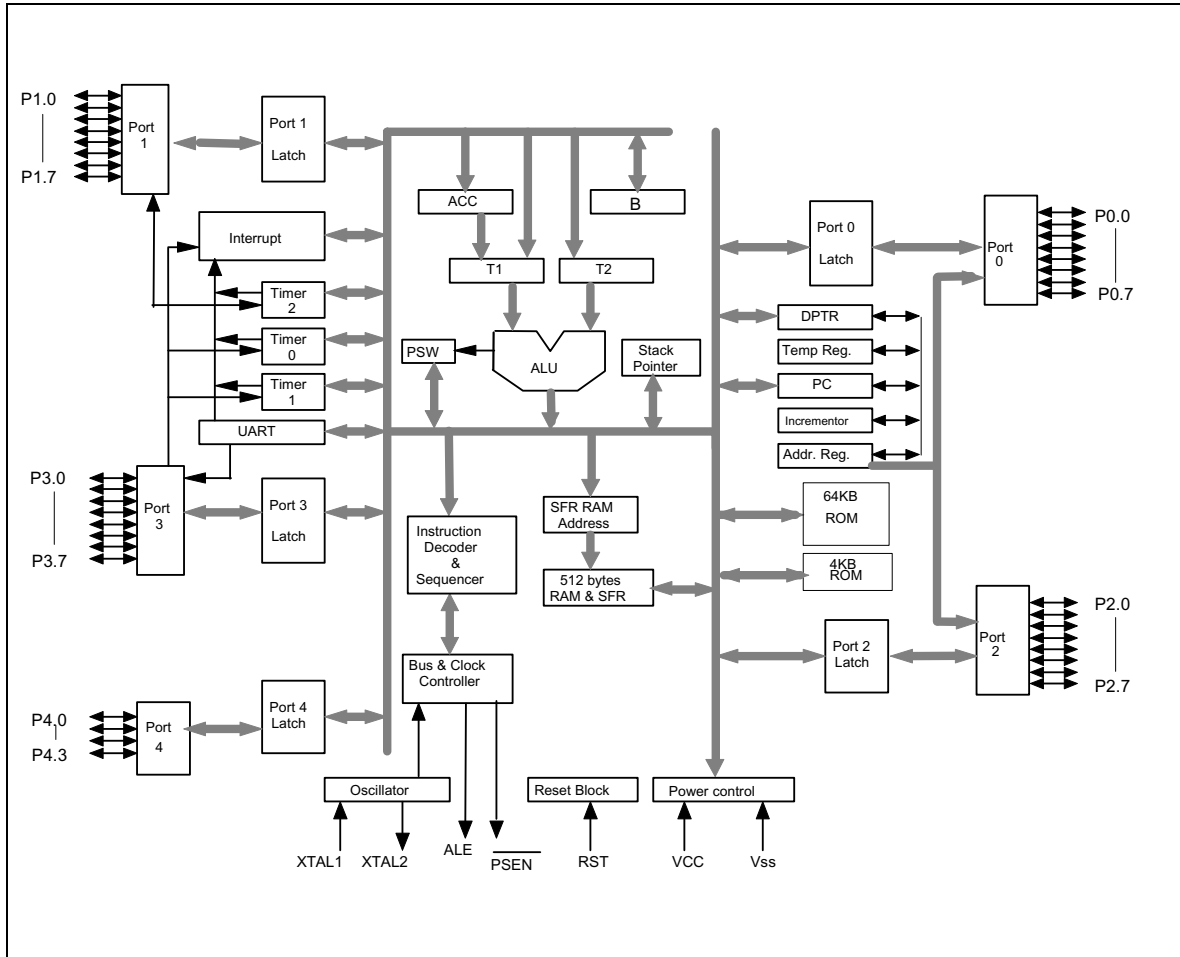 P1.0
P1.7
Port
1
Port 1
Latch
Interrupt
Timer
2
Timer
0
Timer
1
UART
P3.0
P3.7
Port
3
Port 3
Latch
P4.0
P4.3
Port
4
Port 4
Latch
ACC
B
T1
T2
PSW
ALU
Stack
Pointer
Instruction
Decoder
&
Sequencer
SFR RAM
Address
512 bytes
RAM & SFR
Bus & Clock
Controller
Oscillator
Reset Block
Power control
XTAL1
XTAL2
ALE
PSEN
RST
VCC
Vss
Port 0
Latch
Port
0
P0.0
P0.7
DPTR
Temp Reg.
PC
Incrementor
Addr. Reg.
64KB
ROM
4KB
ROM
Port 2
Latch
Port
2
P2.0
P2.7